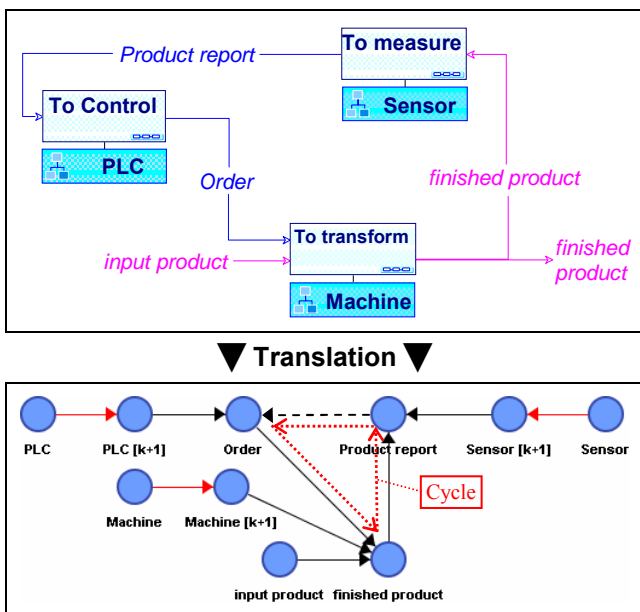 To measure
Product report
Sensor
To Control
PLC
Order
finished product
To transform
input product
finished
product
Machine
▼ Translation ▼
PLC
PLC [k+1]
Order
Product report
Sensor [k+1]
Sensor
Cycle
Machine
Machine [k+1]
input product
finished product